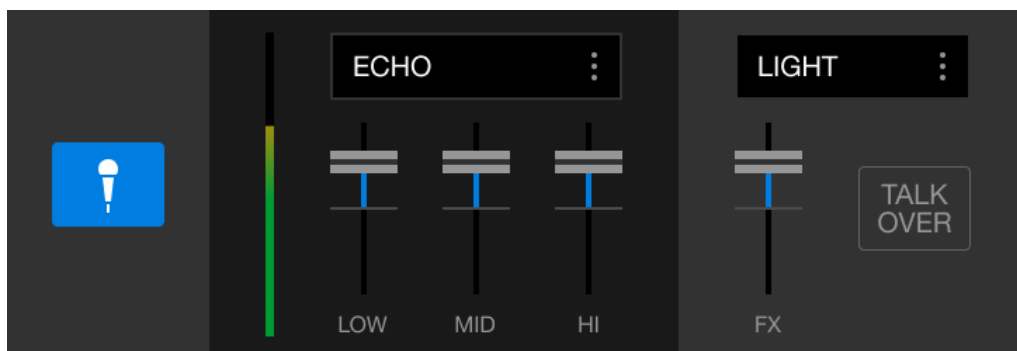 ECHO
LIGHT
TALK
OVER
LOW MID HI FX